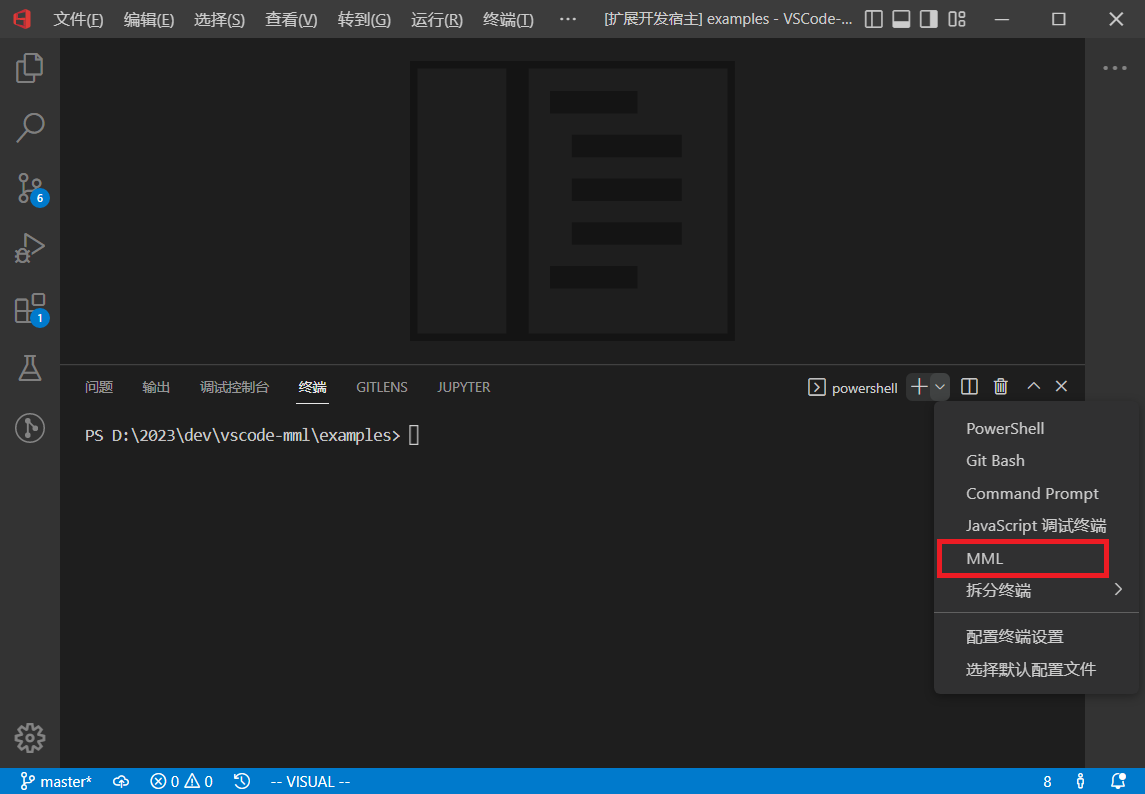 文件(F) 编辑(E) 选择(S) 查看(V) 转到(G) 运行(R) 终端(T) ··· [扩展开发宿主] examples - VSCode-...
6
1
问题 输出 调试控制台 终端 GITLENS JUPYTER powershell
PS D:\2023\dev\vscode-mml\examples>
PowerShell
Git Bash
Command Prompt
JavaScript 调试终端
MML
拆分终端
配置终端设置
选择默认配置文件
master* 0 0 -- VISUAL -- 8